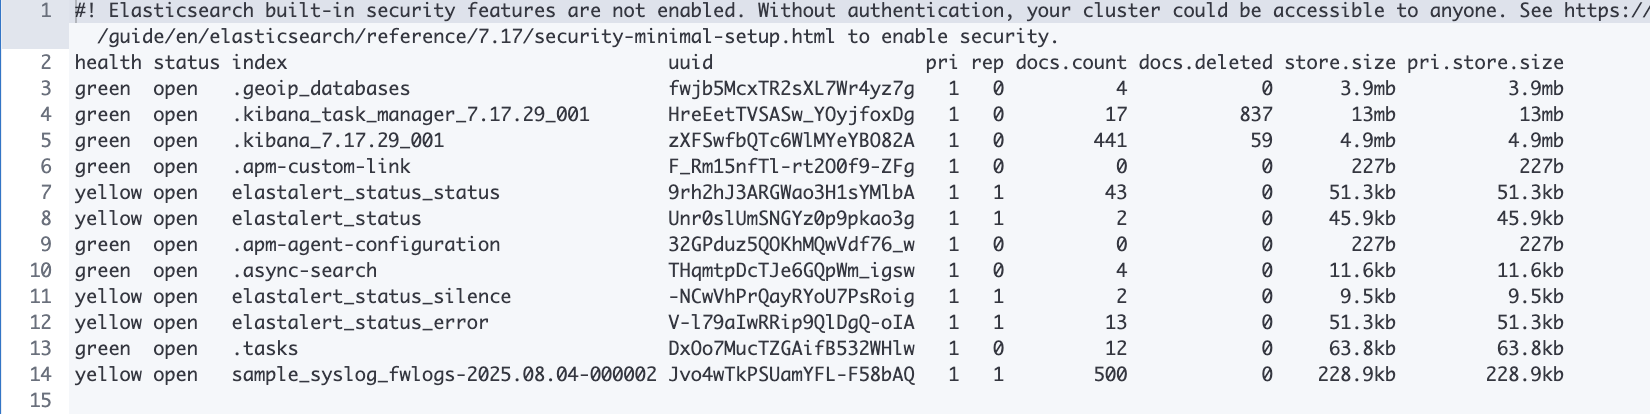 1 #! Elasticsearch built-in security features are not enabled. Without authentication, your cluster could be accessible to anyone. See https://
/guide/en/elasticsearch/reference/7.17/security-minimal-setup.html to enable security.
2 health status index uuid pri rep docs.count docs.deleted store.size pri.store.size
3 green open .geoip_databases fwjb5McxTR2sXL7Wr4yz7g 1 0 4 0 3.9mb 3.9mb
4 green open .kibana_task_manager_7.17.29_001 HreEetTVSASw_YOyjfoxDg 1 0 17 837 13mb 13mb
5 green open .kibana_7.17.29_001 zXFSwfbQTc6WlMYeYBO82A 1 0 441 59 4.9mb 4.9mb
6 green open .apm-custom-link F_Rm15nfTl-rt2O0f9-ZFg 1 0 0 0 227b 227b
7 yellow open elastalert_status_status 9rh2hJ3ARGWao3H1sYMlbA 1 1 43 0 51.3kb 51.3kb
8 yellow open elastalert_status Unr0slUmSNGYz0p9pkao3g 1 1 2 0 45.9kb 45.9kb
9 green open .apm-agent-configuration 32GPduz5QOKhMQwVdf76_w 1 0 0 0 227b 227b
10 green open .async-search THqmtpDcTJe6GQpWm_igsw 1 0 4 0 11.6kb 11.6kb
11 yellow open elastalert_status_silence -NCwVhPrQayRYoU7PsRoig 1 1 2 0 9.5kb 9.5kb
12 yellow open elastalert_status_error V-l79aIwRRip9QlDgQ-oIA 1 1 13 0 51.3kb 51.3kb
13 green open .tasks DxOo7MucTZGAifB532WHlw 1 0 12 0 63.8kb 63.8kb
14 yellow open sample_syslog_fwlogs-2025.08.04-000002 Jvo4wTkPSUamYFL-F58bAQ 1 1 500 0 228.9kb 228.9kb
15